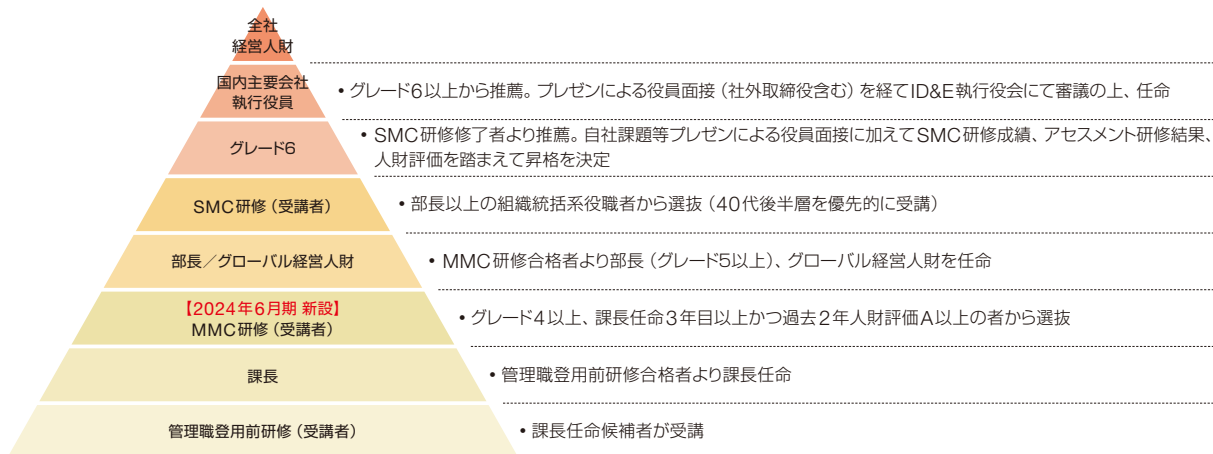 全社
経営人財
国内主要会社
執行役員
•グレード6以上から推薦。プレゼンによる役員面接（社外取締役含む）を経てID&E執行役会にて審議の上、任命
グレード6
•SMC研修修了者より推薦。自社課題等プレゼンによる役員面接に加えてSMC研修成績、アセスメント研修結果、
人財評価を踏まえて昇格を決定
SMC研修（受講者）
•部長以上の組織統括系役職者から選抜（40代後半層を優先的に受講）
部長／グローバル経営人財
•MMC研修合格者より部長（グレード5以上）、グローバル経営人財を任命
【2024年6月期 新設】
MMC研修（受講者）
•グレード4以上、課長任命3年目以上かつ過去2年人財評価A以上の者から選抜
課長
•管理職登用前研修合格者より課長任命
管理職登用前研修（受講者）
•課長任命候補者が受講